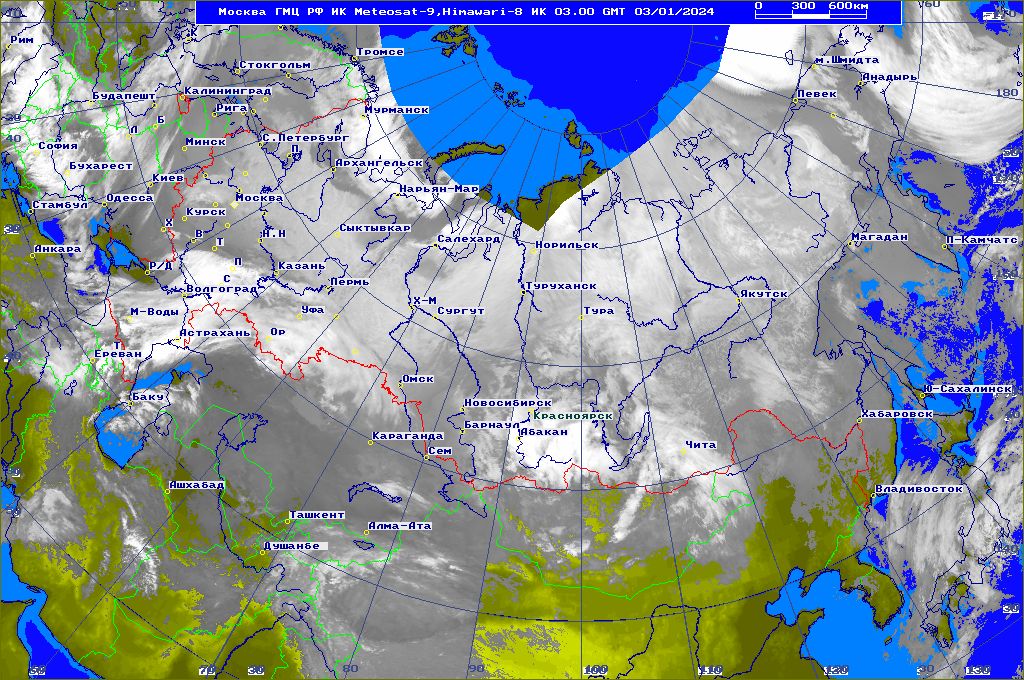 Москва ГМЦ РФ ИК Meteosat-9,Himawari-8 ИК 03.00 GMT 03/01/2024
0 300 600км
60
Рим
Тромсе
м.Шмидта
Стокгольм
Анадырь
180
Будапешт
Калининград
Певек
Рига
Мурманск
Б
Л
С.Петербург
40
Минск
П
София
Бухарест
Архангельск
Киев
Нарьян-Мар
Одесса
Москва
Стамбул
Курск
Х
Сыктывкар
В
Н.Н
Салехард
Магадан
П-Камчатс
Т
Норильск
Анкара
П
Р/Д
Казань
С
Пермь
Волгоград
Туруханск
Якутск
Х-М
М-Воды
Уфа
Сургут
Тура
Астрахань
Ор
Т
Ереван
Омск
Ю-Сахалинск
Баку
Новосибирск
Красноярск
Хабаровск
Барнаул
Абакан
Караганда
Сем
Чита
Ашхабад
Владивосток
Ташкент
Алма-Ата
Душанбе
50
70
30
80
90
100
110
120
90
130